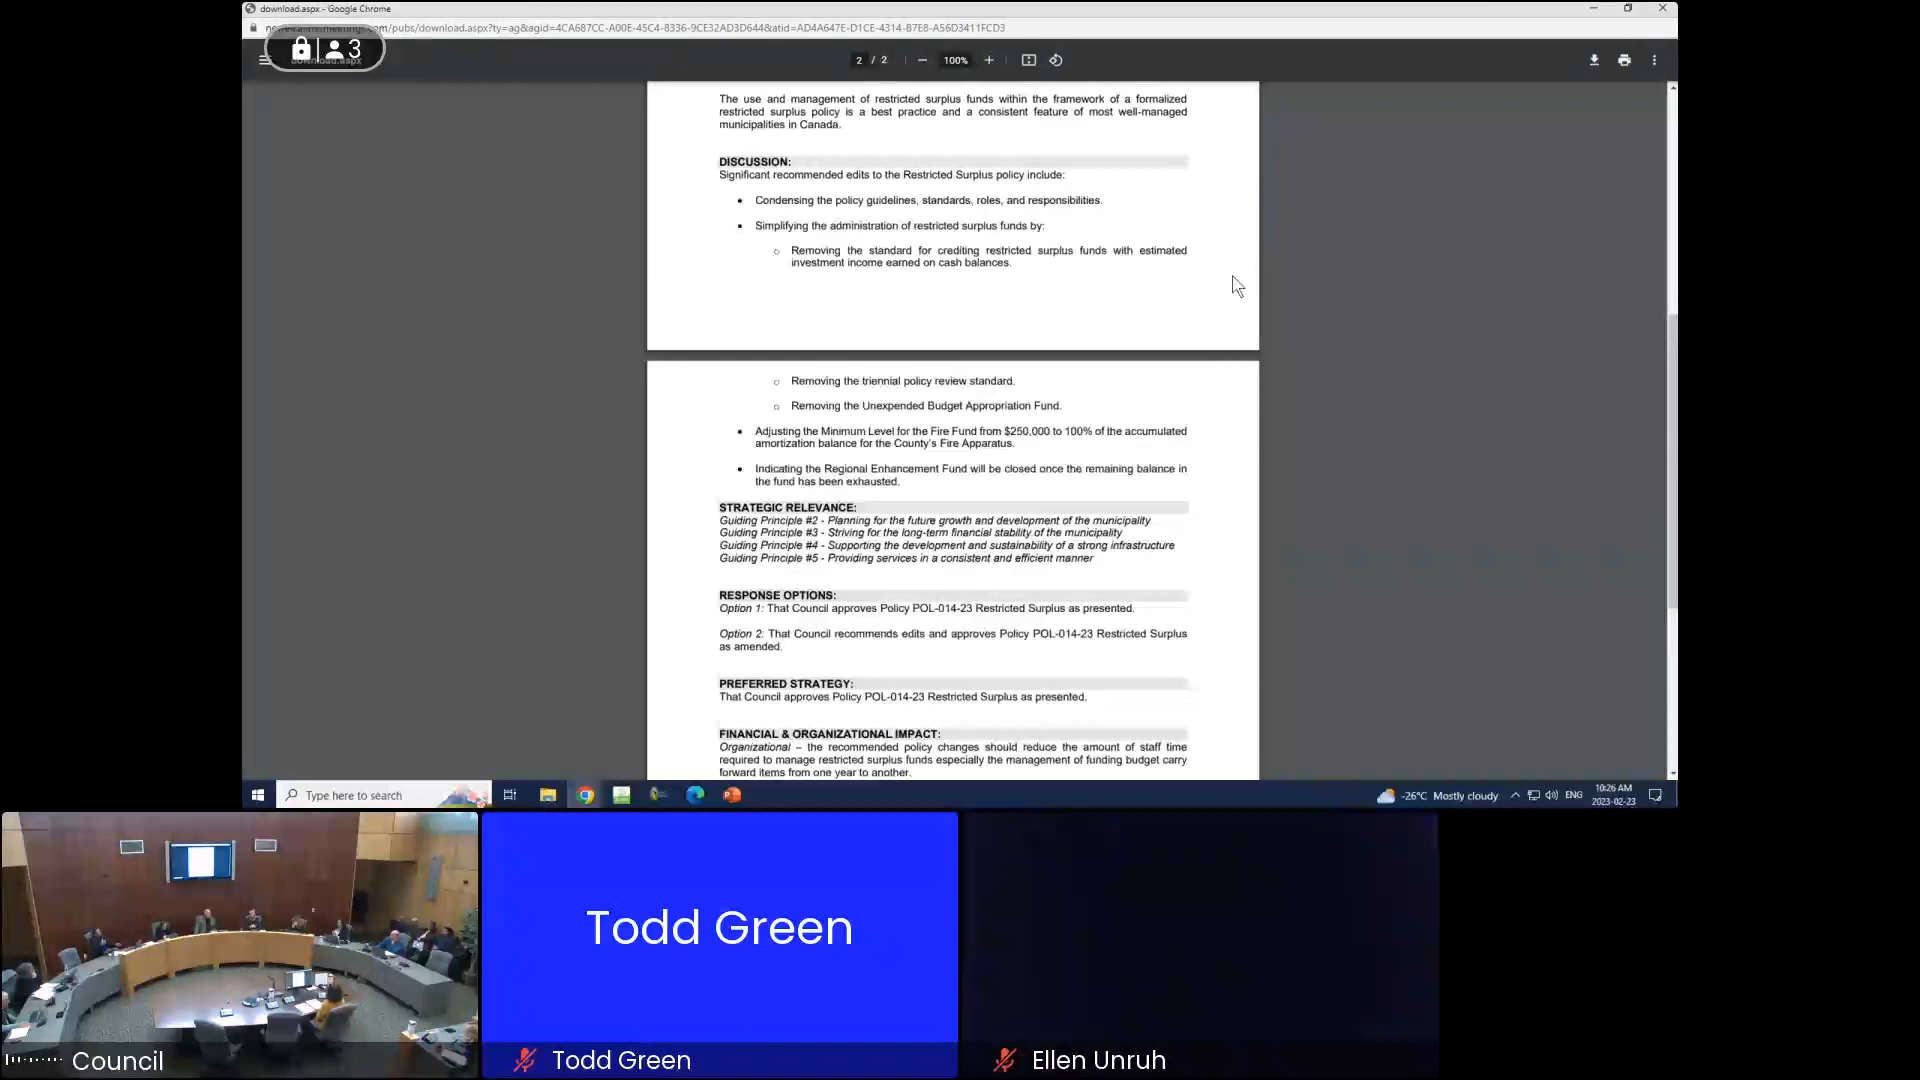 download.aspx - Google Chrome
.com/pubs/download.aspx?ty=ag&agid=4CA687CC-A00E-45C4-8336-9CE32AD3D644&atid=AD4A647E-D1CE-4314-B7E8-A56D3411FCD3
3
download.aspx
2 / 2
100%
The use and management of restricted surplus funds within the framework of a formalized
restricted surplus policy is a best practice and a consistent feature of most well-managed
municipalities in Canada.
DISCUSSION:
Significant recommended edits to the Restricted Surplus policy include:
• Condensing the policy guidelines, standards, roles, and responsibilities.
• Simplifying the administration of restricted surplus funds by:
○ Removing the standard for crediting restricted surplus funds with estimated
investment income earned on cash balances.
○ Removing the triennial policy review standard.
○ Removing the Unexpended Budget Appropriation Fund.
• Adjusting the Minimum Level for the Fire Fund from $250,000 to 100% of the accumulated
amortization balance for the County's Fire Apparatus.
• Indicating the Regional Enhancement Fund will be closed once the remaining balance in
the fund has been exhausted.
STRATEGIC RELEVANCE:
Guiding Principle #2 - Planning for the future growth and development of the municipality
Guiding Principle #3 - Striving for the long-term financial stability of the municipality
Guiding Principle #4 - Supporting the development and sustainability of a strong infrastructure
Guiding Principle #5 - Providing services in a consistent and efficient manner
RESPONSE OPTIONS:
Option 1: That Council approves Policy POL-014-23 Restricted Surplus as presented.
Option 2: That Council recommends edits and approves Policy POL-014-23 Restricted Surplus
as amended.
PREFERRED STRATEGY:
That Council approves Policy POL-014-23 Restricted Surplus as presented.
FINANCIAL & ORGANIZATIONAL IMPACT:
Organizational – the recommended policy changes should reduce the amount of staff time
required to manage restricted surplus funds especially the management of funding budget carry
forward items from one year to another.
Type here to search
-26°C Mostly cloudy
ENG
10:26 AM
2023-02-23
Todd Green
Council
Todd Green
Ellen Unruh